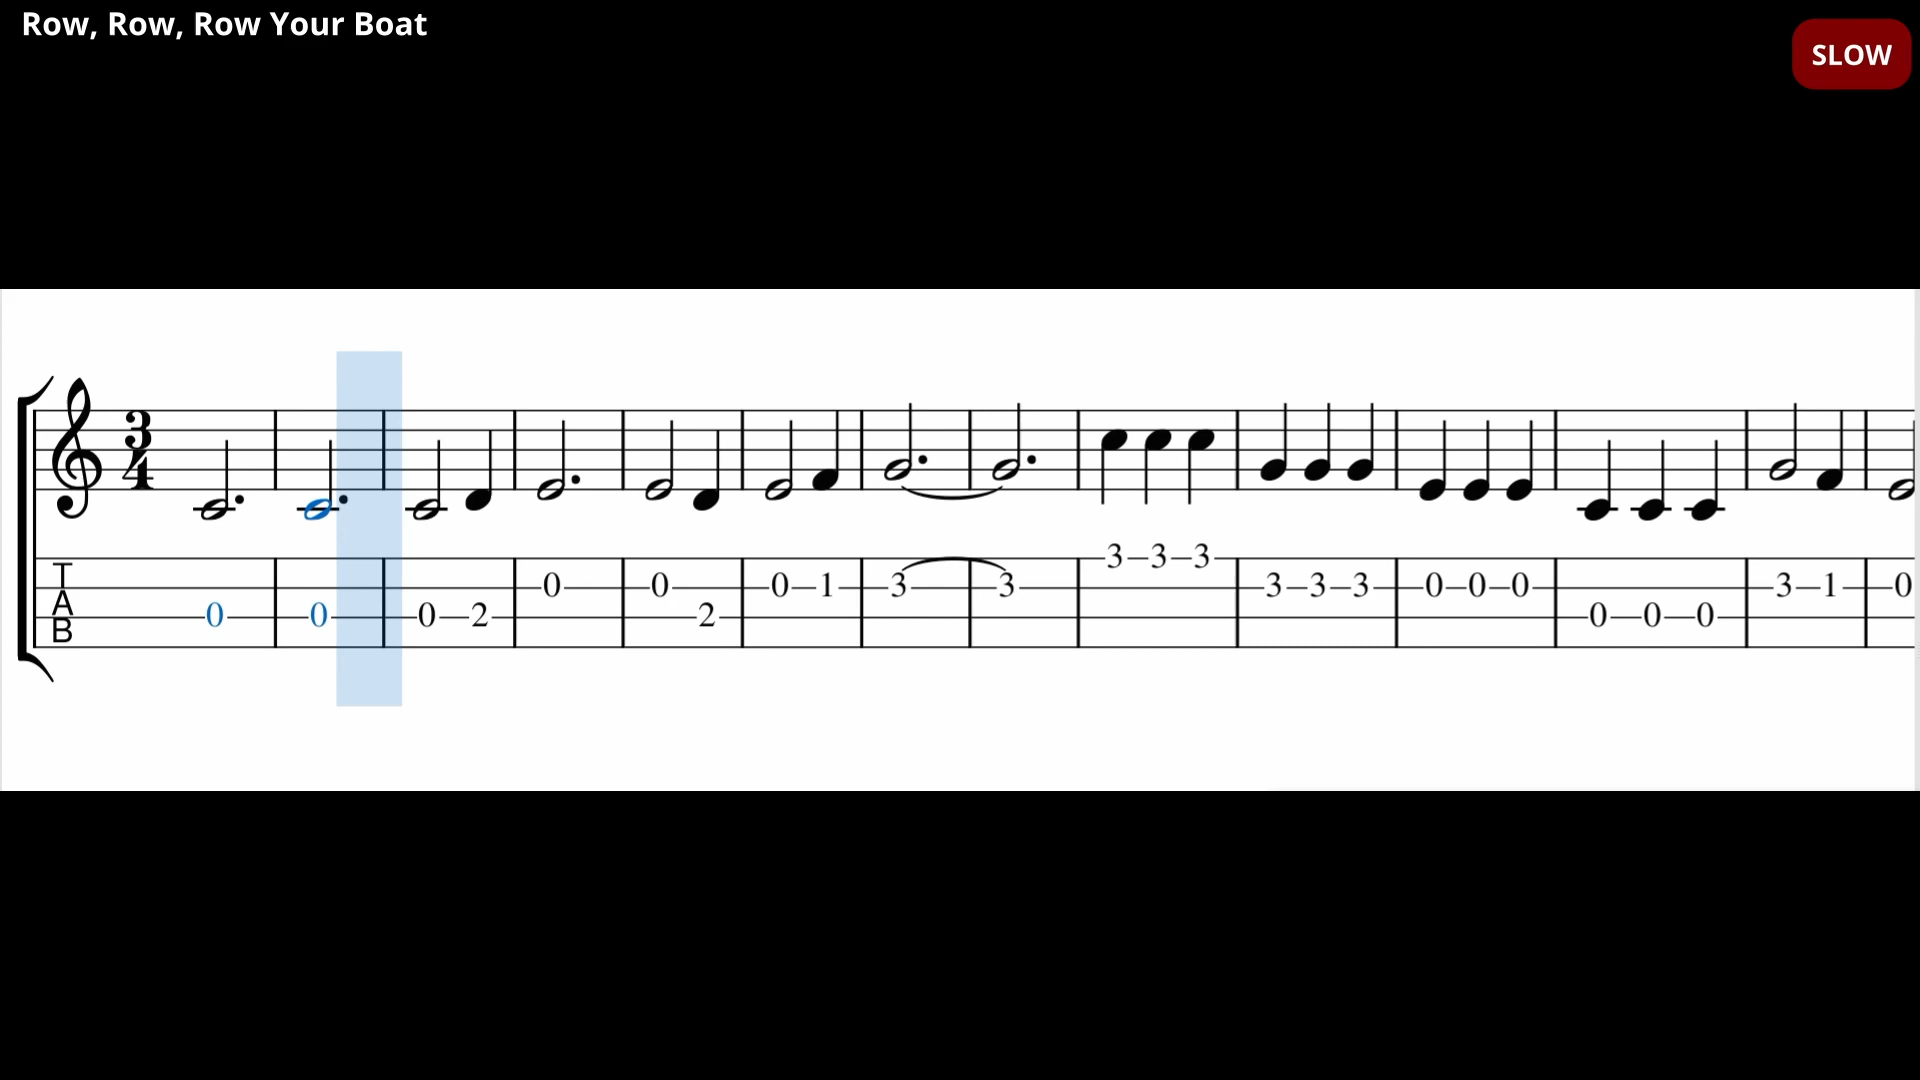 Row, Row, Row Your Boat
SLOW
3
4
3 3 3
T 0 0 0 1 3 3 3 3 3 0 0 0 3 1 0
A 0 0 0 2 2 0 0 0
B